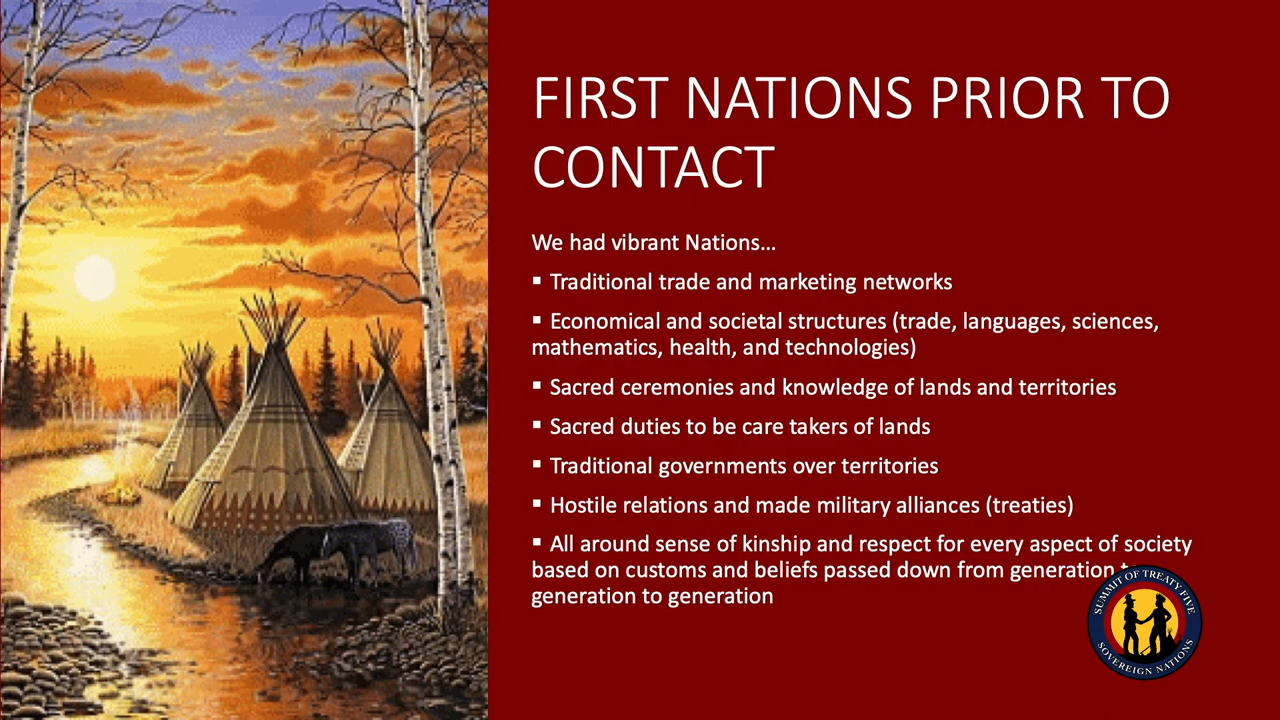 FIRST NATIONS PRIOR TO
CONTACT
We had vibrant Nations...
▪ Traditional trade and marketing networks
▪ Economical and societal structures (trade, languages, sciences,
mathematics, health, and technologies)
▪ Sacred ceremonies and knowledge of lands and territories
▪ Sacred duties to be care takers of lands
▪ Traditional governments over territories
▪ Hostile relations and made military alliances (treaties)
▪ All around sense of kinship and respect for every aspect of society
based on customs and beliefs passed down from generation
generation to generation
SUMMIT OF TREATY FIVE
SOVEREIGN NATIONS